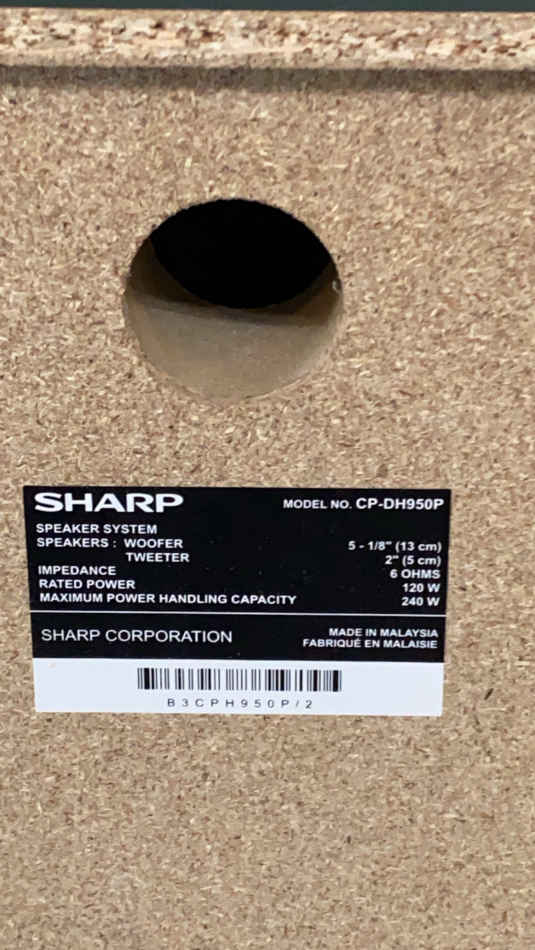 SHARP MODEL NO. CP-DH950P
SPEAKER SYSTEM
SPEAKERS : WOOFER 5 - 1/8" (13 cm)
TWEETER 2" (5 cm)
IMPEDANCE 6 OHMS
RATED POWER 120 W
MAXIMUM POWER HANDLING CAPACITY 240 W
SHARP CORPORATION
MADE IN MALAYSIA
FABRIQUÉ EN MALAISIE
B3CPH950P/2